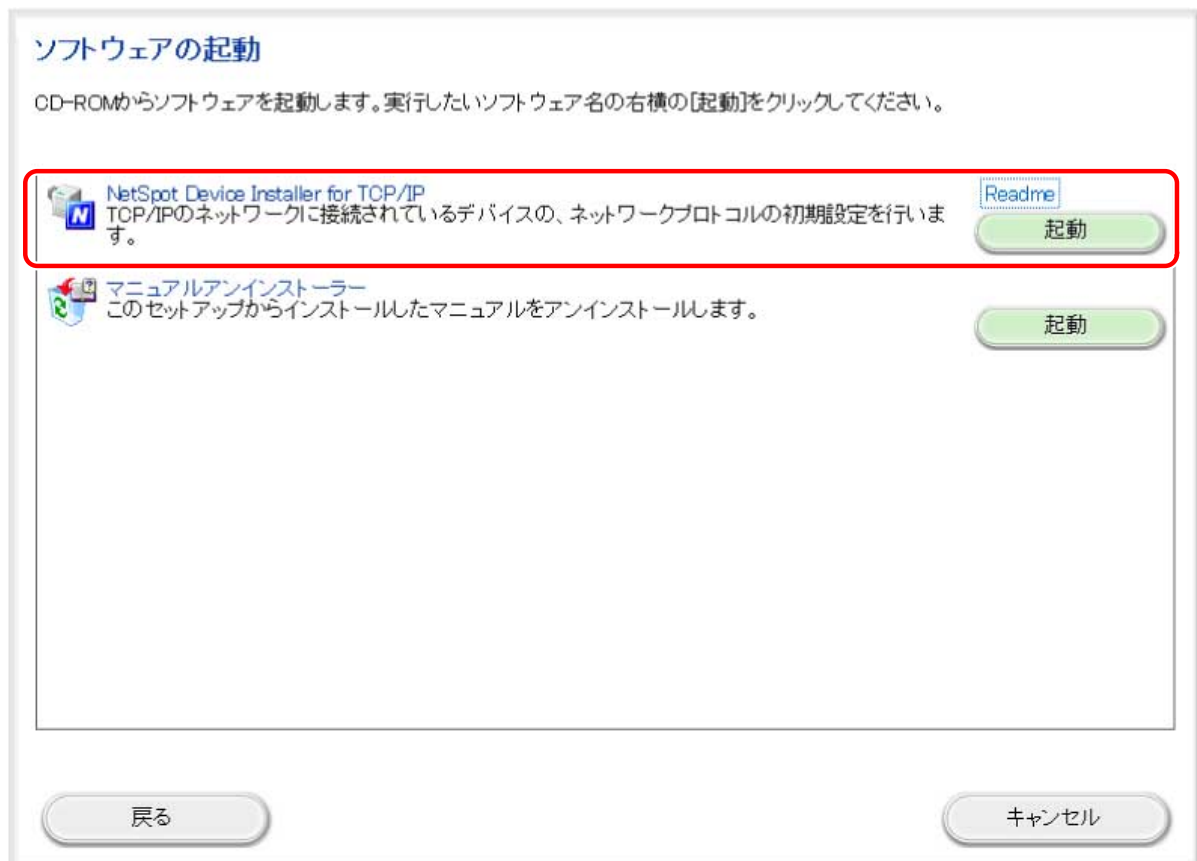 ソフトウェアの起動
CD-ROMからソフトウェアを起動します。実行したいソフトウェア名の右横の[起動]をクリックしてください。
NetSpot Device Installer for TCP/IP
Readme
TCP/IPのネットワークに接続されているデバイスの、ネットワークプロトコルの初期設定を行いま
す。
起動
マニュアルアンインストーラー
このセットアップからインストールしたマニュアルをアンインストールします。
起動
戻る
キャンセル